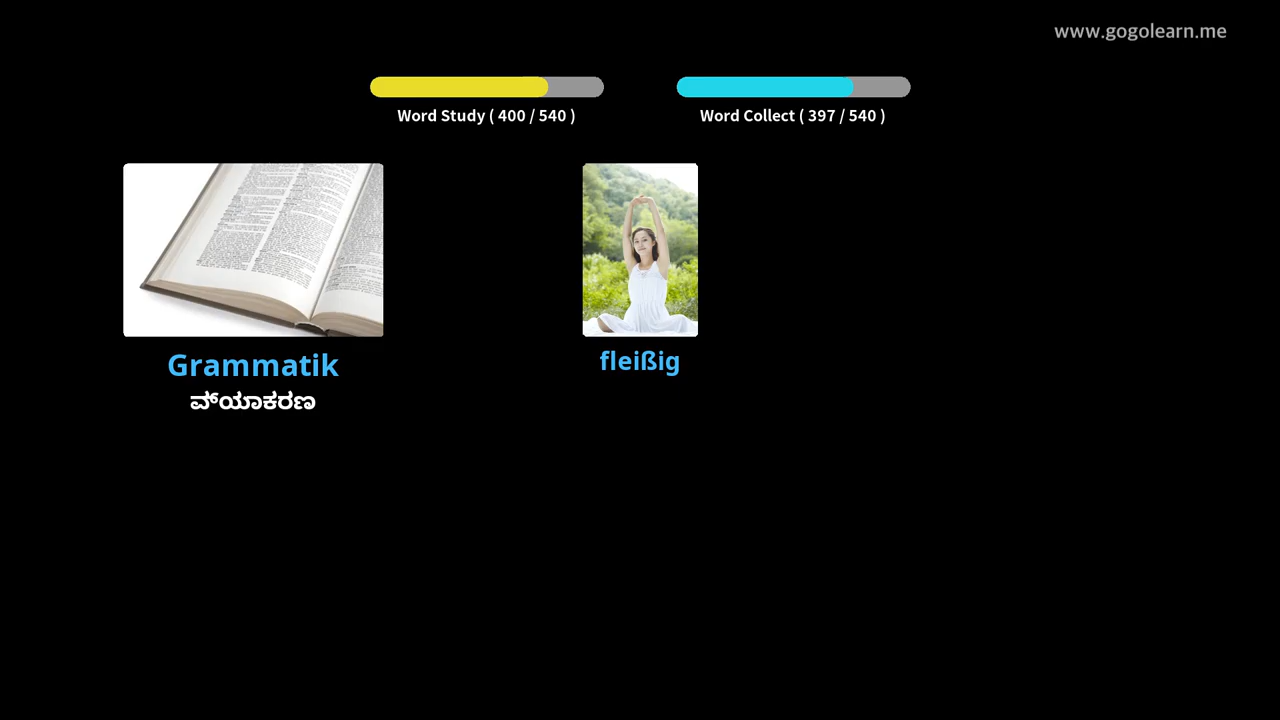 www.gogolearn.me
Word Study ( 400 / 540 )
Word Collect ( 397 / 540 )
Grammatik
ವ್ಯಾಕರಣ
fleißig